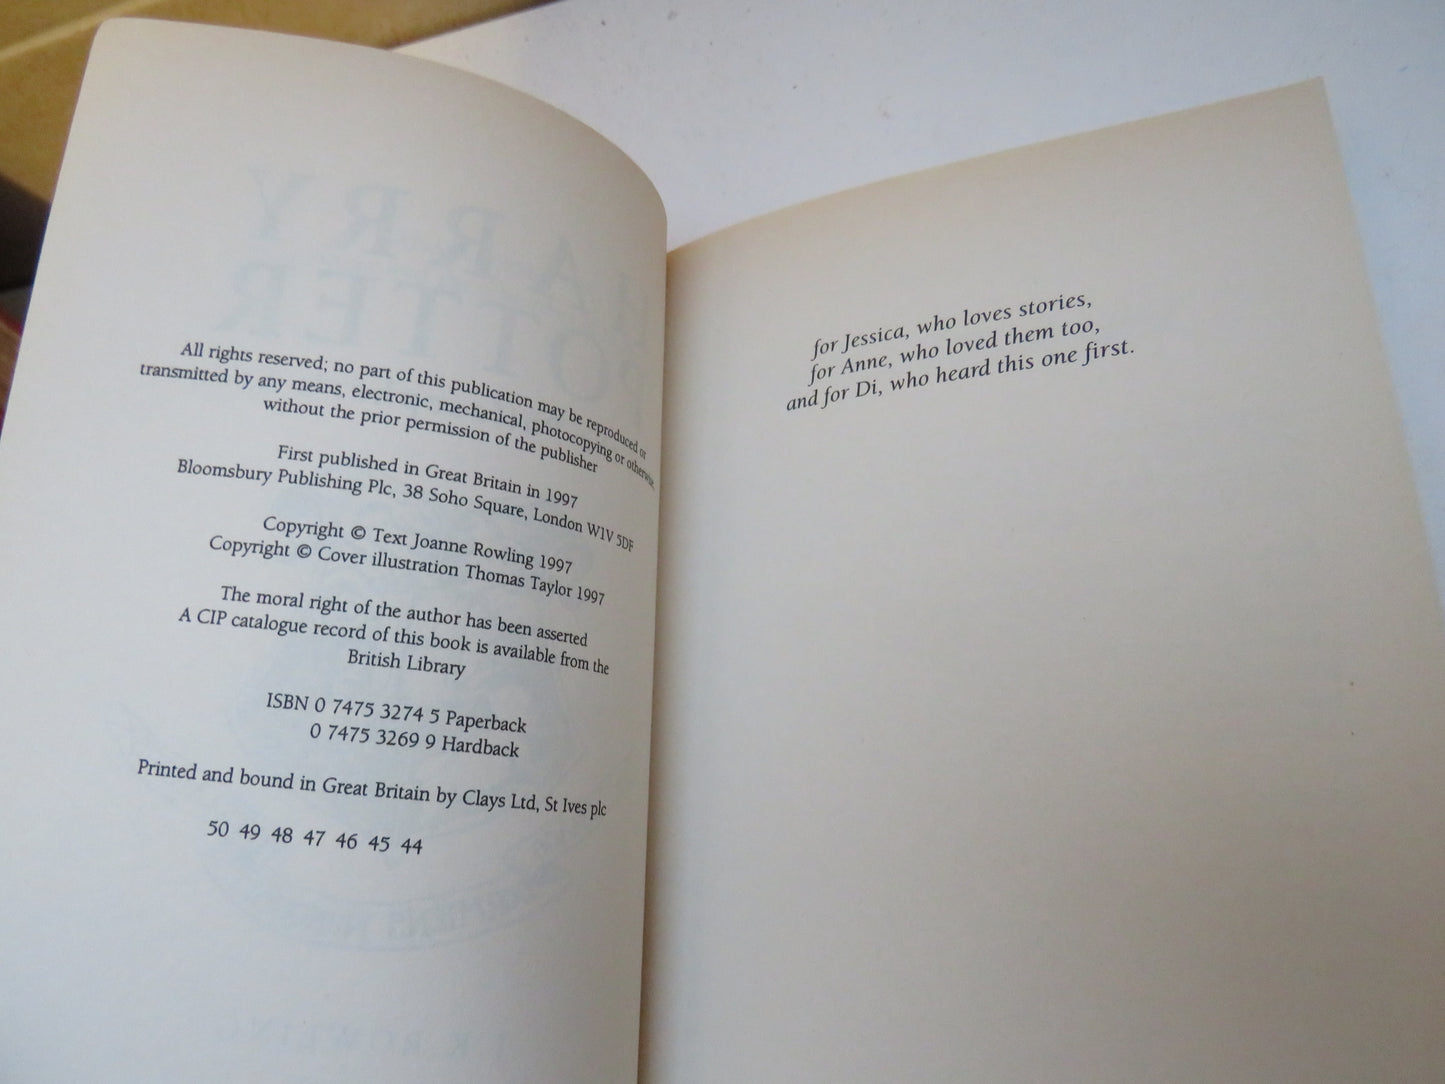 All rights reserved; no part of this publication may be reproduced or
transmitted by any means, electronic, mechanical, photocopying or otherwise,
without the prior permission of the publisher
First published in Great Britain in 1997
Bloomsbury Publishing Plc, 38 Soho Square, London W1V 5DF
Copyright © Text Joanne Rowling 1997
Copyright © Cover illustration Thomas Taylor 1997
The moral right of the author has been asserted
A CIP catalogue record of this book is available from the
British Library
ISBN 0 7475 3274 5 Paperback
0 7475 3269 9 Hardback
Printed and bound in Great Britain by Clays Ltd, St Ives plc
50 49 48 47 46 45 44
for Jessica, who loves stories,
for Anne, who loved them too,
and for Di, who heard this one first.